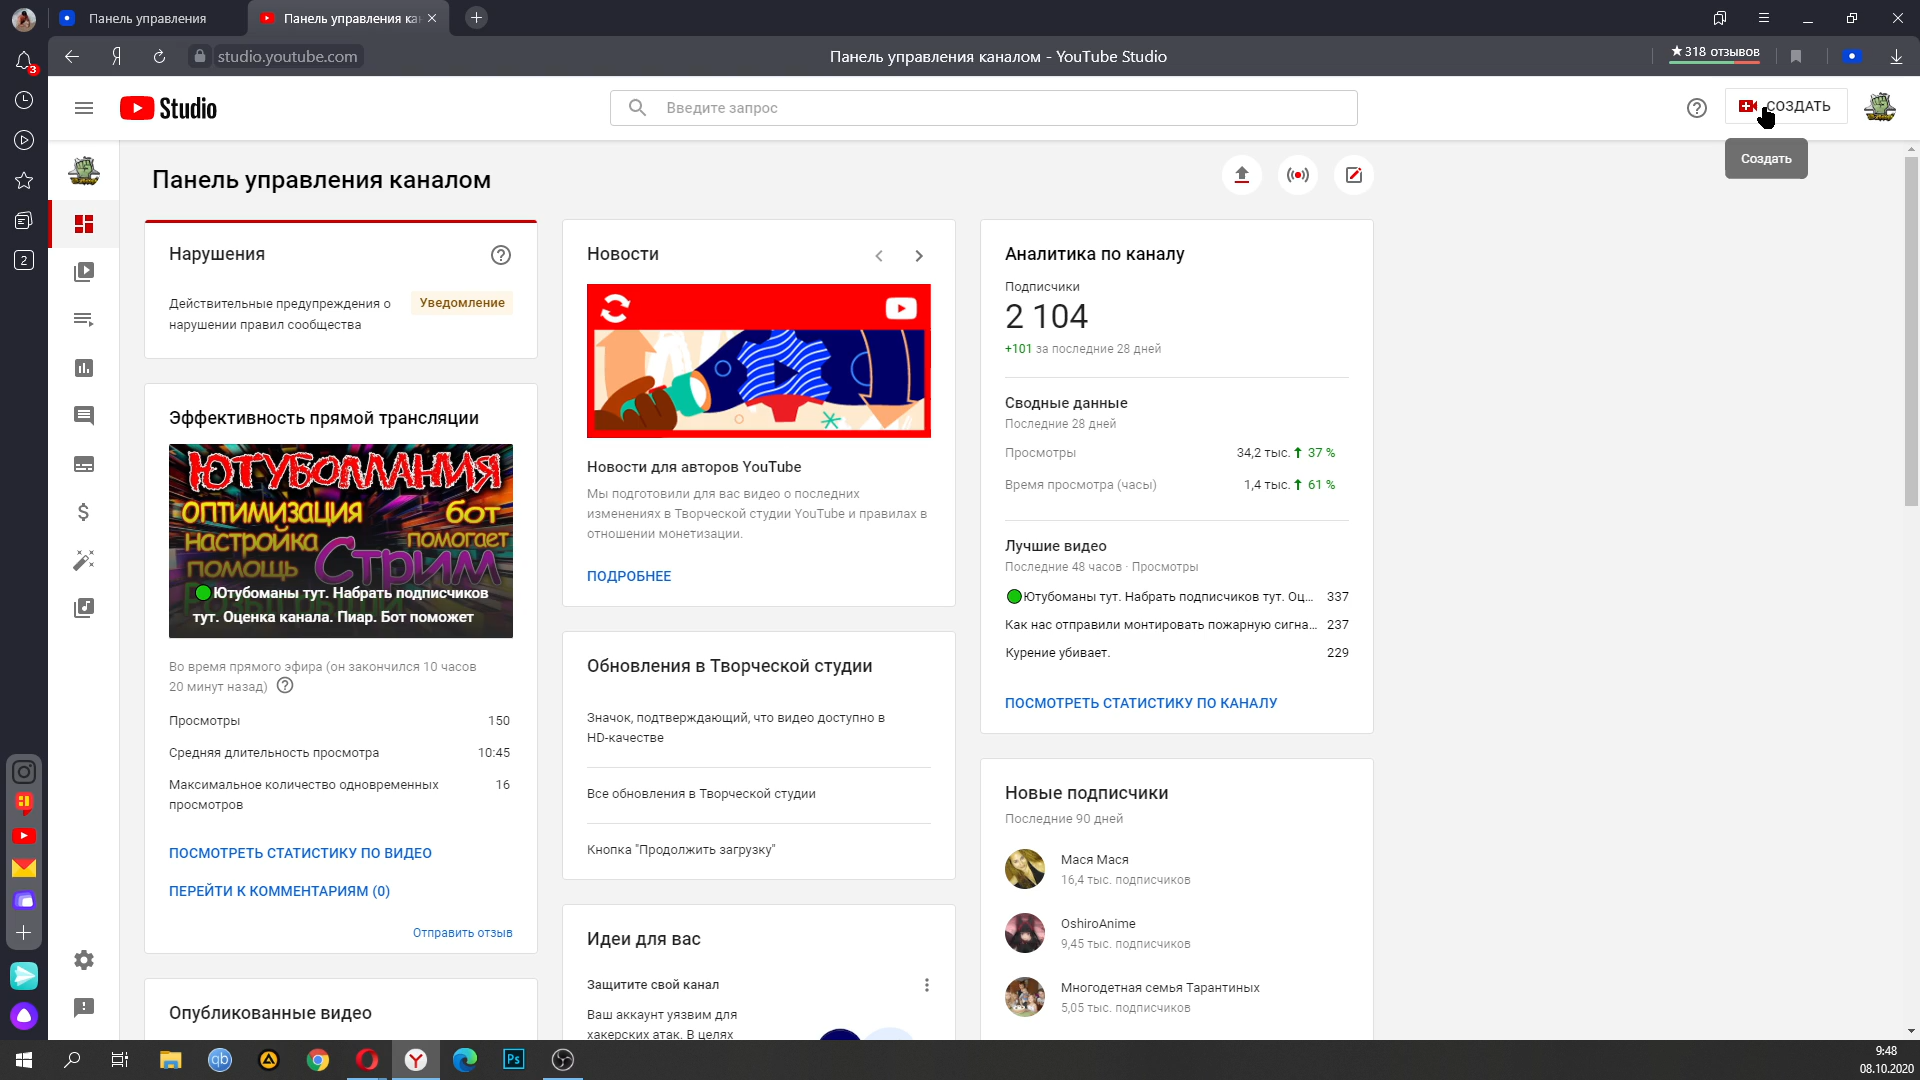 Панель управления
Панель управления ка
3
studio.youtube.com
Панель управления каналом - YouTube Studio
★318 отзывов
Studio
Введите запрос
СОЗДАТЬ
Создать
2
Панель управления каналом
Нарушения
Действительные предупреждения о
нарушении правил сообщества
Уведомление
Эффективность прямой трансляции
ЮТУБОМАНИЯ
ОПТИМИЗАЦИЯ
бот
настройка
помогает
помощь
Стрим
Ютубоманы тут. Набрать подписчиков
тут. Оценка канала. Пиар. Бот поможет
Во время прямого эфира (он закончился 10 часов
20 минут назад)
Просмотры 150
Средняя длительность просмотра 10:45
Максимальное количество одновременных 16
просмотров
ПОСМОТРЕТЬ СТАТИСТИКУ ПО ВИДЕО
ПЕРЕЙТИ К КОММЕНТАРИЯМ (0)
Отправить отзыв
Опубликованные видео
Новости
Новости для авторов YouTube
Мы подготовили для вас видео о последних
изменениях в Творческой студии YouTube и правилах в
отношении монетизации.
ПОДРОБНЕЕ
Обновления в Творческой студии
Значок, подтверждающий, что видео доступно в
HD-качестве
Все обновления в Творческой студии
Кнопка "Продолжить загрузку"
Идеи для вас
Защитите свой канал
Ваш аккаунт уязвим для
хакерских атак. В целях
Аналитика по каналу
Подписчики
2 104
+101 за последние 28 дней
Сводные данные
Последние 28 дней
Просмотры 34,2 тыс. 37 %
Время просмотра (часы) 1,4 тыс. 61 %
Лучшие видео
Последние 48 часов · Просмотры
Ютубоманы тут. Набрать подписчиков тут. Оц... 337
Как нас отправили монтировать пожарную сигна... 237
Курение убивает. 229
ПОСМОТРЕТЬ СТАТИСТИКУ ПО КАНАЛУ
Новые подписчики
Последние 90 дней
Мася Мася
16,4 тыс. подписчиков
OshiroAnime
9,45 тыс. подписчиков
Многодетная семья Тарантиных
5,05 тыс. подписчиков
qb
Ps
9:48
08.10.2020